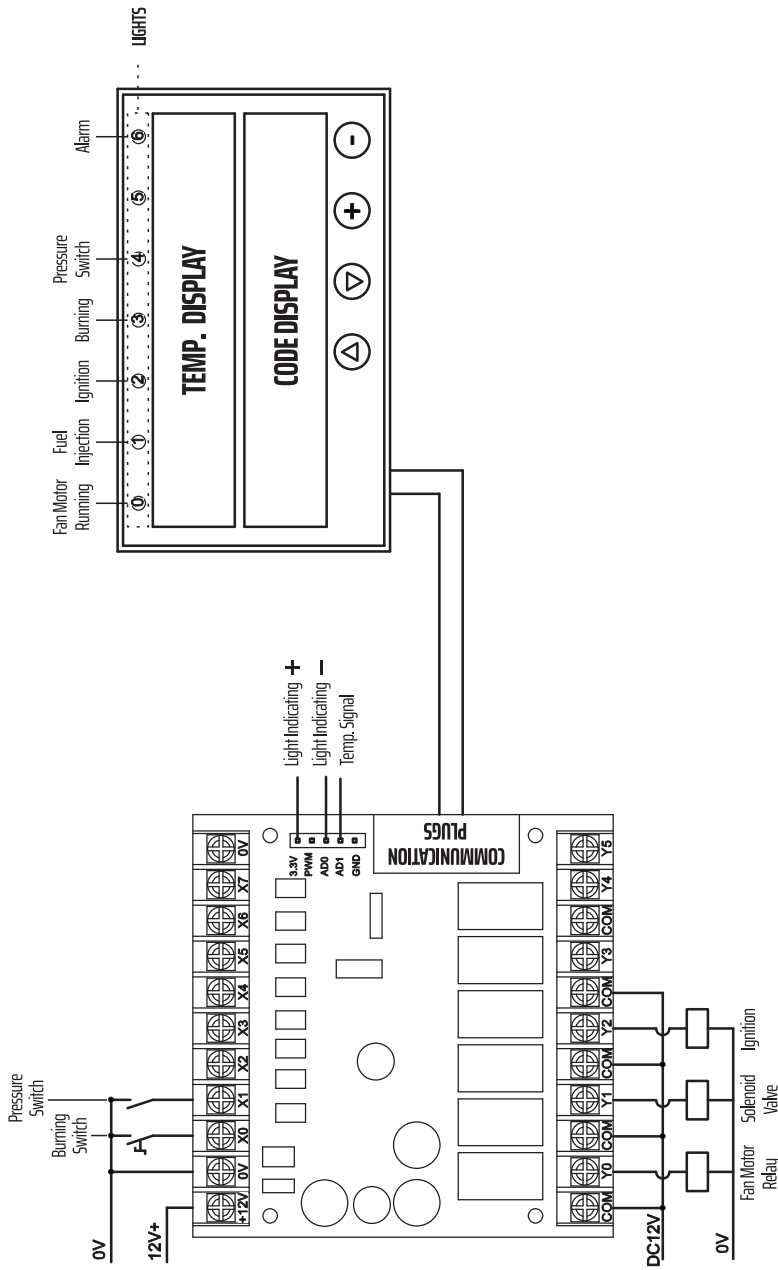 LIGHTS
Fan Motor
Running
Fuel
Injection
Ignition
Burning
Pressure
Switch
Alarm
0
1
2
3
4
5
6
TEMP. DISPLAY
CODE DISPLAY
+
-
Pressure
Switch
Burning
Switch
0V
12V+
+12V
0V
X0
X1
X2
X3
X4
X5
X6
X7
0V
3.3V
PWM
AD0
AD1
GND
Light Indicating +
Light Indicating -
Temp. Signal
COMMUNICATION
PLUGS
COM
Y0
COM
Y1
COM
Y2
COM
Y3
COM
Y4
Y5
DC12V
0V
Fan Motor
Relay
Solenoid
Valve
Ignition